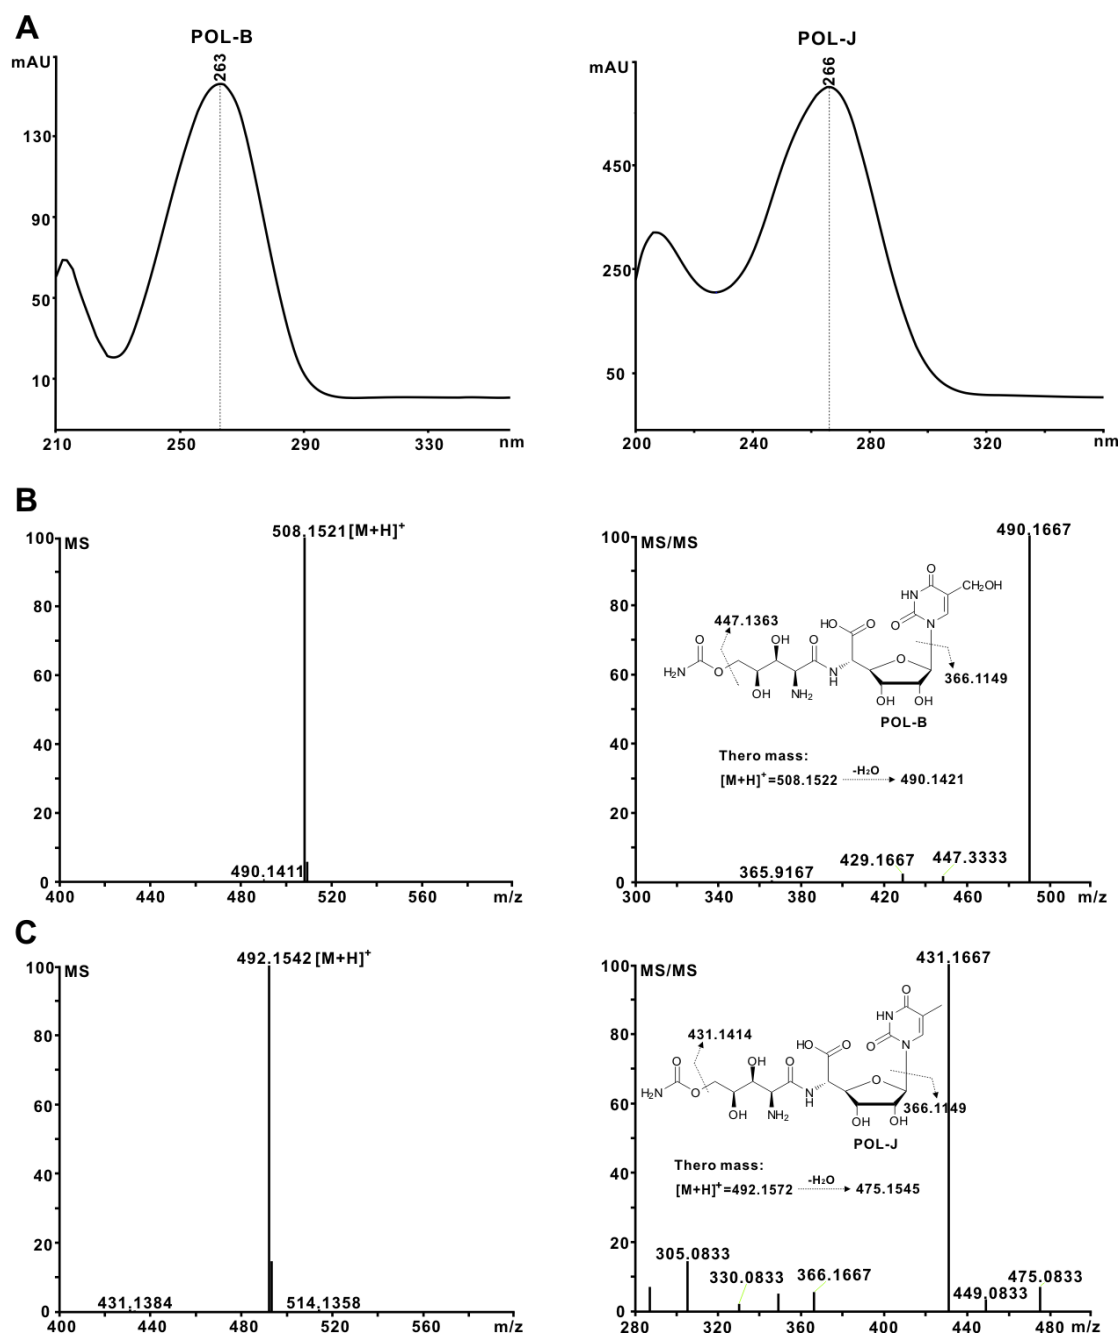 A
POL-B
mAU
263
130
90
50
10
210 250 290 330 nm
POL-J
mAU
266
450
250
50
200 240 280 320 nm
B
508.1521 [M+H]+
MS
100
80
60
40
20
0
490.1411
400 440 480 520 560 m/z
490.1667
MS/MS
100
80
60
40
20
0
O
HN
CH2OH
O
N
447.1363
HO
O
O
OH
O
O
H2N
O
N
H
366.1149
OH
NH2
OH
OH
POL-B
Thero mass:
-H2O
[M+H]+=508.1522 490.1421
365.9167
429.1667
447.3333
300 340 380 420 460 500 m/z
C
492.1542 [M+H]+
MS
100
80
60
40
20
0
431.1384
514.1358
400 440 480 520 560 m/z
431.1667
MS/MS
100
80
60
40
20
0
O
HN
O
N
431.1414
HO
O
O
OH
O
O
H2N
O
N
H
366.1149
OH
NH2
OH
OH
POL-J
Thero mass:
-H2O
[M+H]+=492.1572 475.1545
305.0833
330.0833
366.1667
449.0833
475.0833
280 320 360 400 440 480 m/z